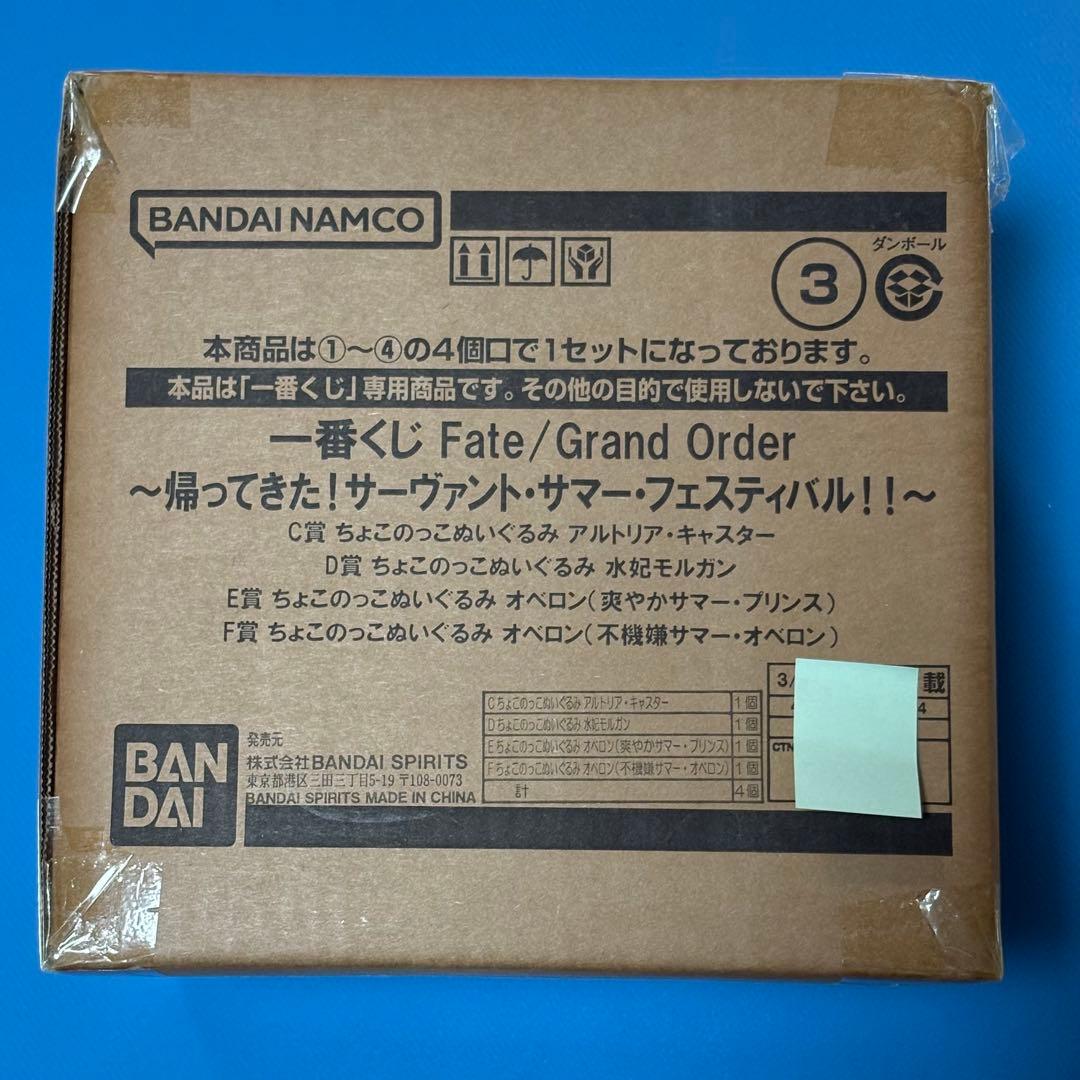 BANDAI NAMCO
ダンボール
3
本商品は①～④の4個口で1セットになっております。
本品は「一番くじ」専用商品です。その他の目的で使用しないで下さい。
一番くじ Fate/Grand Order
～帰ってきた!サーヴァント・サマー・フェスティバル!!～
C賞 ちょこのっこぬいぐるみ アルトリア・キャスター
D賞 ちょこのっこぬいぐるみ 水妃モルガン
E賞 ちょこのっこぬいぐるみ オベロン(爽やかサマー・プリンス)
F賞 ちょこのっこぬいぐるみ オベロン(不機嫌サマー・オベロン)
BAN
DAI
発売元
株式会社BANDAI SPIRITS
東京都港区三田三丁目5-19 〒108-0073
BANDAI SPIRITS MADE IN CHINA
C ちょこのっこぬいぐるみ アルトリア・キャスター 1個
D ちょこのっこぬいぐるみ 水妃モルガン 1個
E ちょこのっこぬいぐるみ オベロン(爽やかサマー・プリンス) 1個
F ちょこのっこぬいぐるみ オベロン(不機嫌サマー・オベロン) 1個
計 4個
3/ 載
4